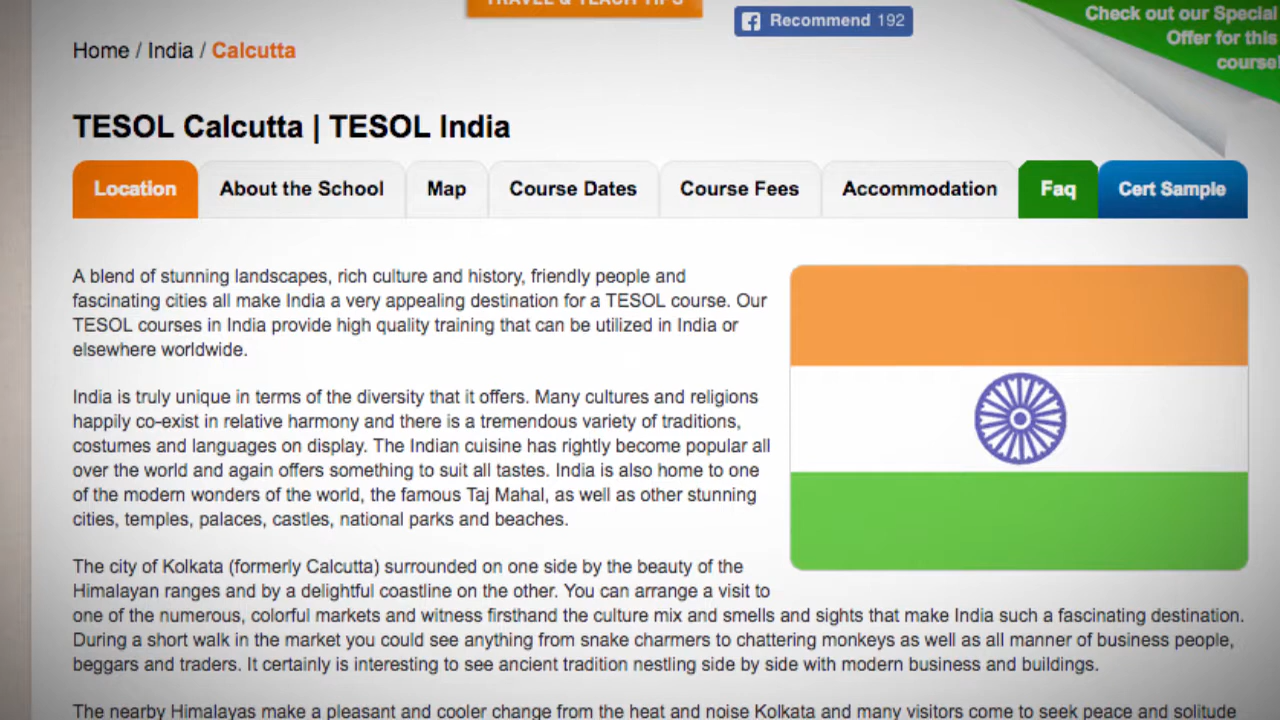 TRAVEL & TEACH TIPS
Recommend 192
Check out our Special
Offer for this
course!
Home / India / Calcutta
TESOL Calcutta | TESOL India
Location About the School Map Course Dates Course Fees Accommodation Faq Cert Sample
A blend of stunning landscapes, rich culture and history, friendly people and
fascinating cities all make India a very appealing destination for a TESOL course. Our
TESOL courses in India provide high quality training that can be utilized in India or
elsewhere worldwide.
India is truly unique in terms of the diversity that it offers. Many cultures and religions
happily co-exist in relative harmony and there is a tremendous variety of traditions,
costumes and languages on display. The Indian cuisine has rightly become popular all
over the world and again offers something to suit all tastes. India is also home to one
of the modern wonders of the world, the famous Taj Mahal, as well as other stunning
cities, temples, palaces, castles, national parks and beaches.
The city of Kolkata (formerly Calcutta) surrounded on one side by the beauty of the
Himalayan ranges and by a delightful coastline on the other. You can arrange a visit to
one of the numerous, colorful markets and witness firsthand the culture mix and smells and sights that make India such a fascinating destination.
During a short walk in the market you could see anything from snake charmers to chattering monkeys as well as all manner of business people,
beggars and traders. It certainly is interesting to see ancient tradition nestling side by side with modern business and buildings.
The nearby Himalayas make a pleasant and cooler change from the heat and noise Kolkata and many visitors come to seek peace and solitude